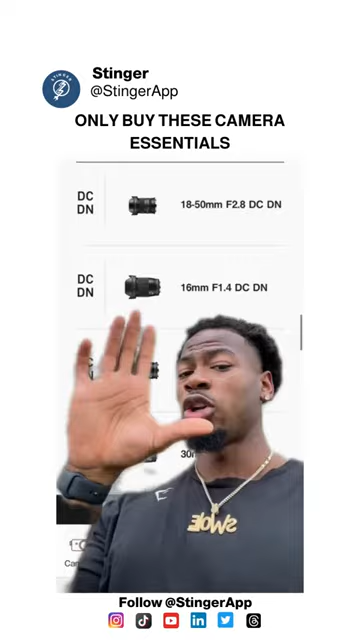 Stinger
@StingerApp
ONLY BUY THESE CAMERA
ESSENTIALS
DC
DN
18-50mm F2.8 DC DN
DC
DN
16mm F1.4 DC DN
Follow @StingerApp